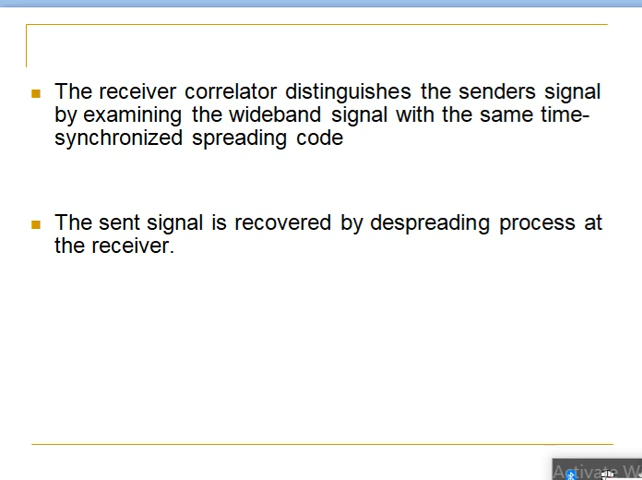 The receiver correlator distinguishes the senders signal
by examining the wideband signal with the same time-
synchronized spreading code
The sent signal is recovered by despreading process at
the receiver.
Activate W